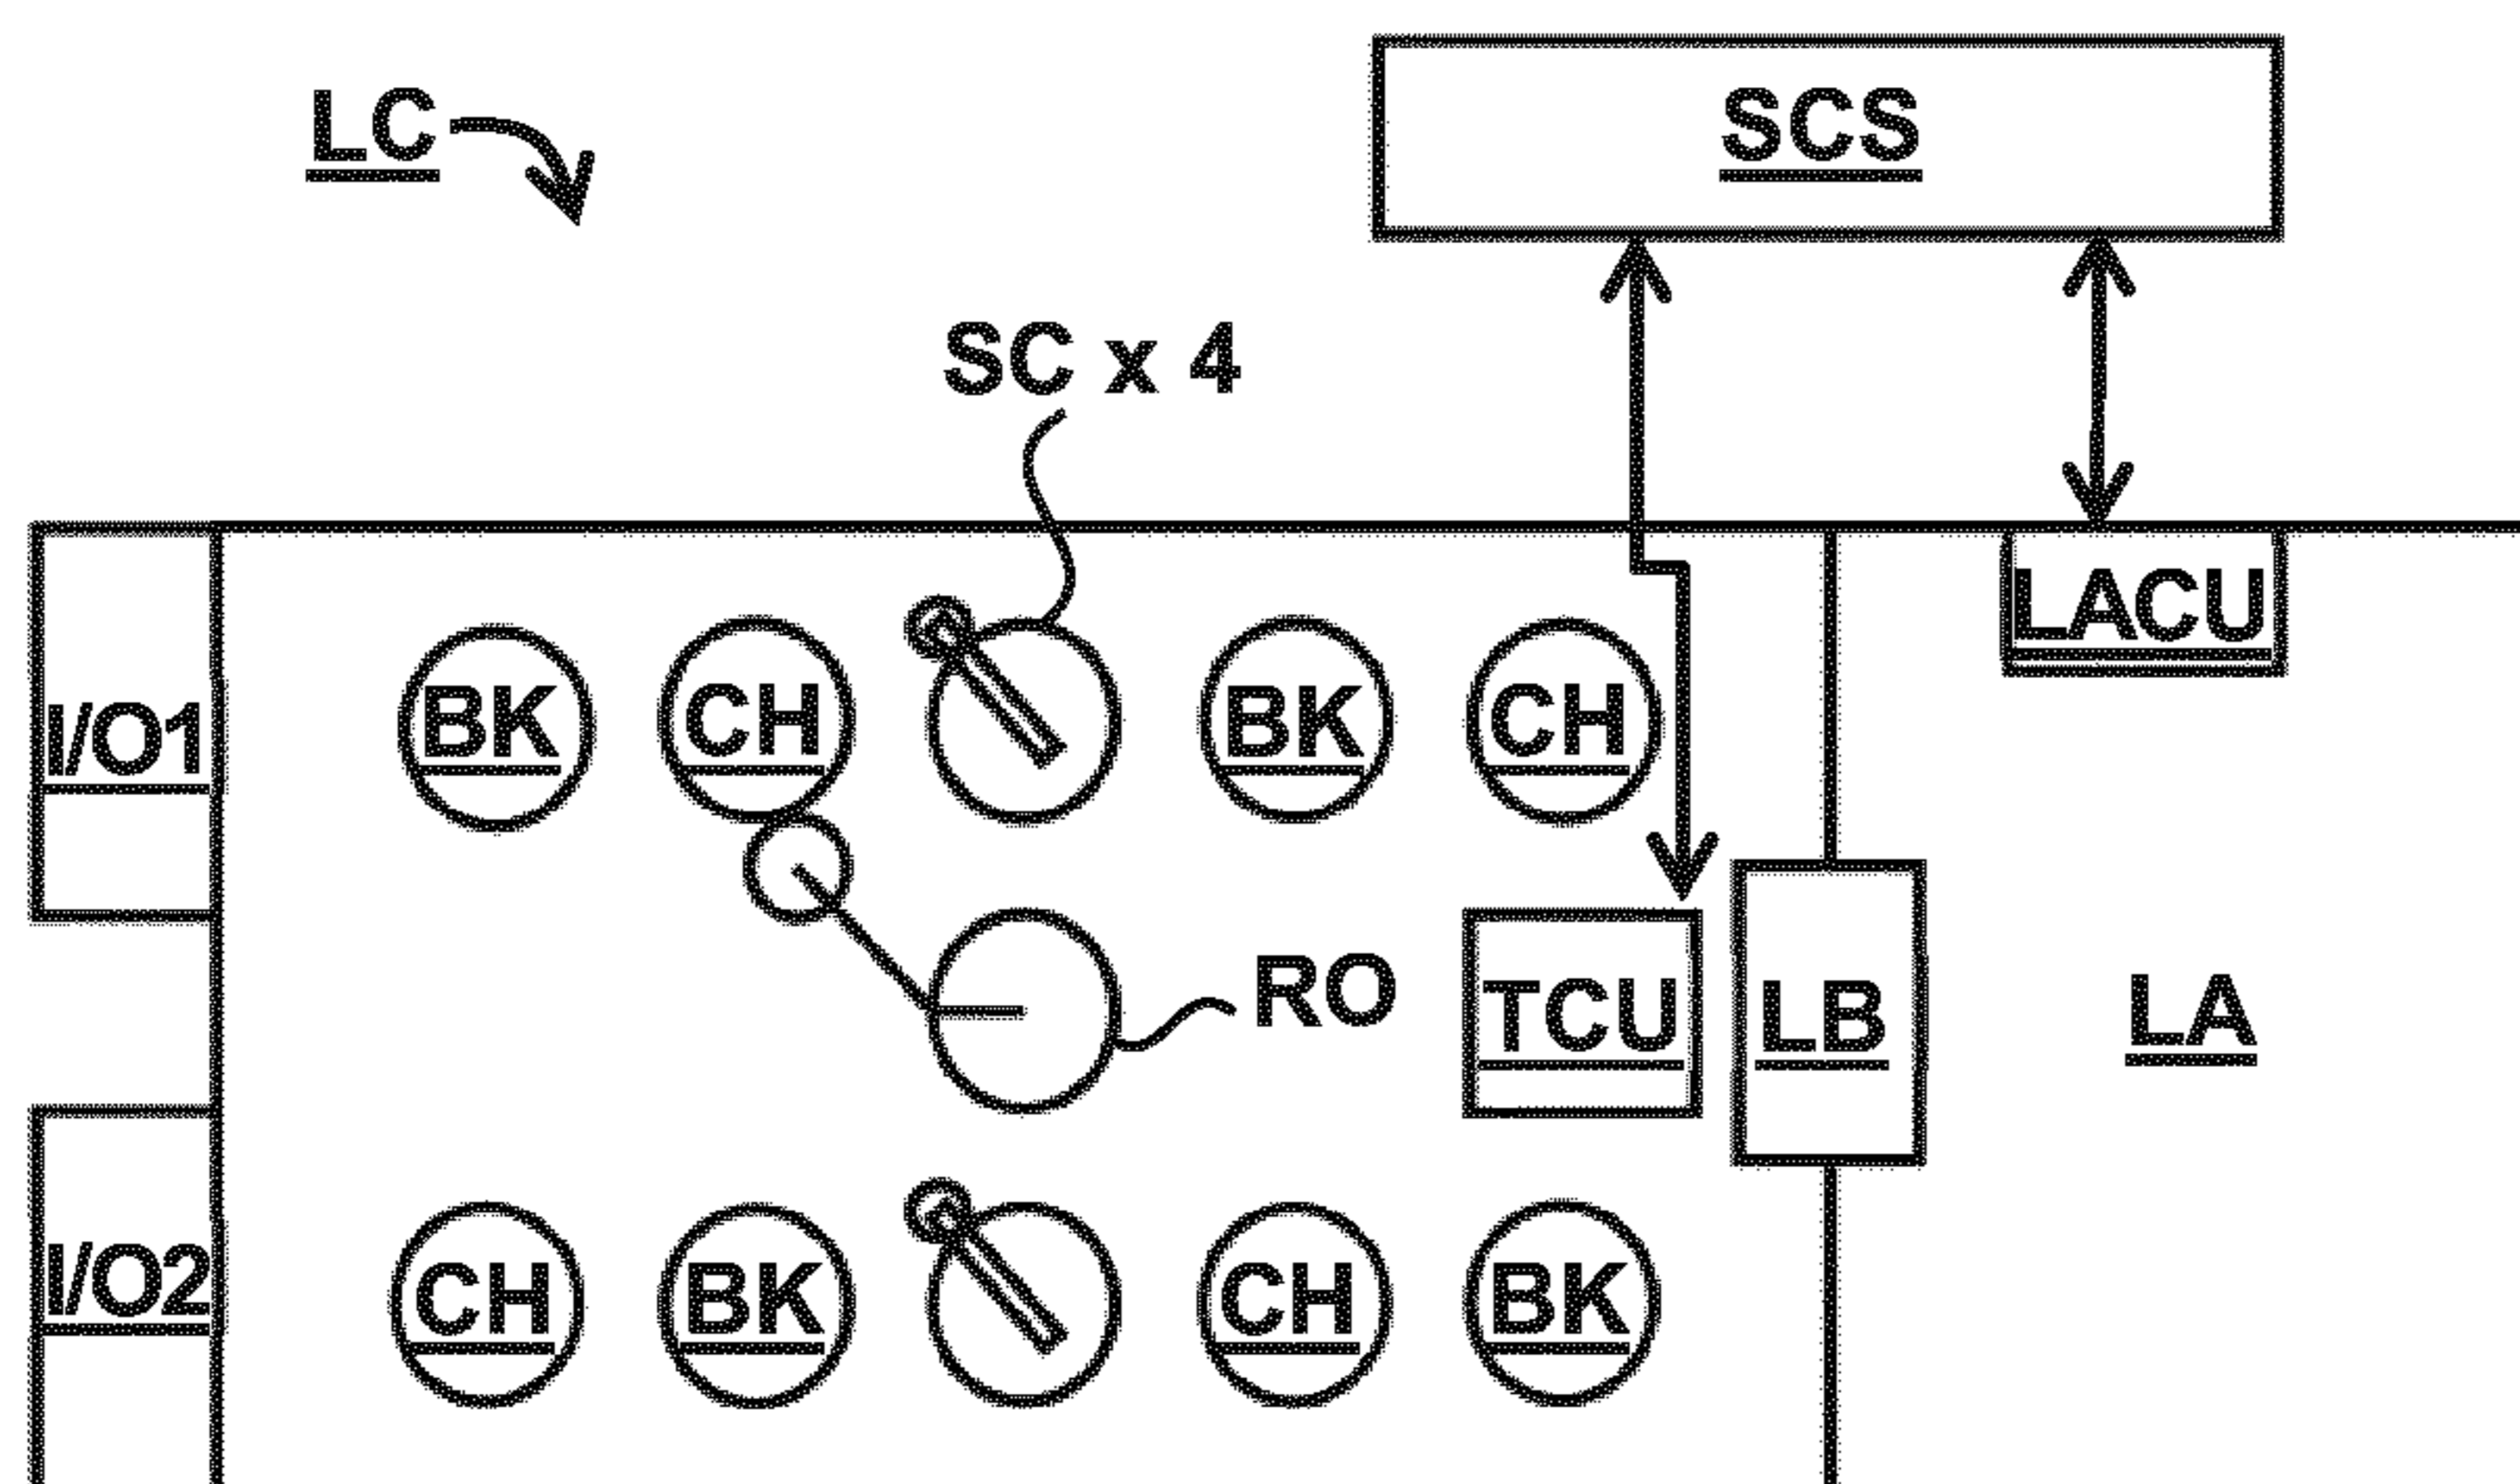 LC
SCS
SC x 4
LACU
I/O1
BK CH BK CH
RO
TCU
LB
LA
I/O2
CH BK CH BK